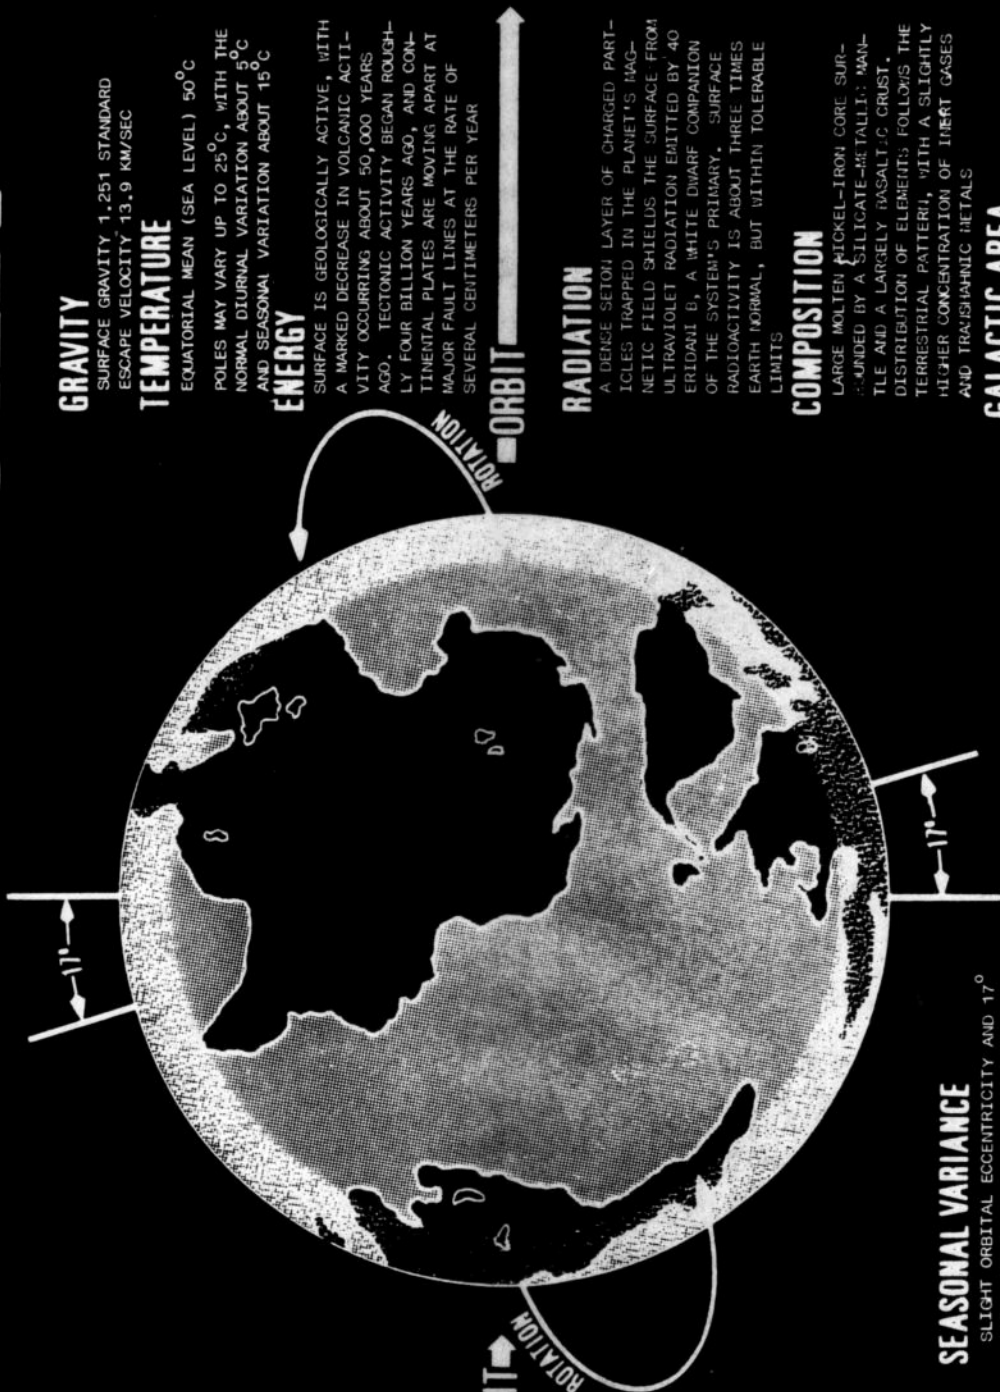 GRAVITY
SURFACE GRAVITY 1.251 STANDARD
ESCAPE VELOCITY 13.9 KM/SEC
TEMPERATURE
EQUATORIAL MEAN (SEA LEVEL) 50°C
POLES MAY VARY UP TO 25°C, WITH THE
NORMAL DIURNAL VARIATION ABOUT 5°C
AND SEASONAL VARIATION ABOUT 15°C
ENERGY
SURFACE IS GEOLOGICALLY ACTIVE, WITH
A MARKED DECREASE IN VOLCANIC ACTI-
VITY OCCURRING ABOUT 50,000 YEARS
AGO. TECTONIC ACTIVITY BEGAN ROUGH-
LY FOUR BILLION YEARS AGO, AND CON-
TINENTAL PLATES ARE MOVING APART AT
MAJOR FAULT LINES AT THE RATE OF
SEVERAL CENTIMETERS PER YEAR
ORBIT
ROTATION
RADIATION
A DENSE SETON LAYER OF CHARGED PART-
ICLES TRAPPED IN THE PLANET'S MAG-
NETIC FIELD SHIELDS THE SURFACE FROM
ULTRAVIOLET RADIATION EMITTED BY 40
ERIDANI B, A WHITE DWARF COMPANION
OF THE SYSTEM'S PRIMARY. SURFACE
RADIOACTIVITY IS ABOUT THREE TIMES
EARTH NORMAL, BUT WITHIN TOLERABLE
LIMITS
COMPOSITION
LARGE MOLTEN NICKEL-IRON CORE SUR-
ROUNDED BY A SILICATE-METALLIC MAN-
TLE AND A LARGELY BASALTIC CRUST.
DISTRIBUTION OF ELEMENTS FOLLOWS THE
TERRESTRIAL PATTERN, WITH A SLIGHTLY
HIGHER CONCENTRATION OF INERT GASES
AND TRANSHAHNIC METALS
GALACTIC AREA
17°
17°
IT
ROTATION
SEASONAL VARIANCE
SLIGHT ORBITAL ECCENTRICITY AND 17°